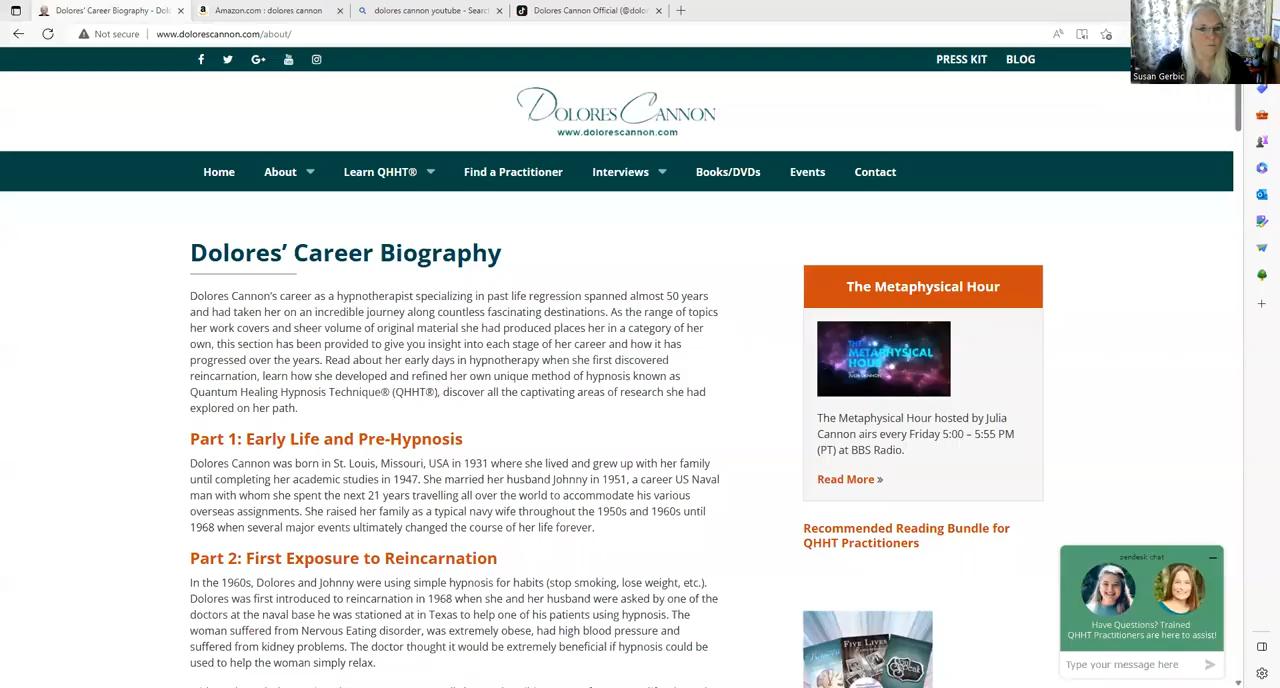 Dolores' Career Biography - Dol
Amazon.com : dolores cannon
dolores cannon youtube - Searc
Dolores Cannon Official (@dolor
Not secure
www.dolorescannon.com/about/
Susan Gerbic
PRESS KIT
BLOG
DOLORES CANNON
www.dolorescannon.com
Home
About
Learn QHHT®
Find a Practitioner
Interviews
Books/DVDs
Events
Contact
Dolores' Career Biography
Dolores Cannon's career as a hypnotherapist specializing in past life regression spanned almost 50 years
and had taken her on an incredible journey along countless fascinating destinations. As the range of topics
her work covers and sheer volume of original material she had produced places her in a category of her
own, this section has been provided to give you insight into each stage of her career and how it has
progressed over the years. Read about her early days in hypnotherapy when she first discovered
reincarnation, learn how she developed and refined her own unique method of hypnosis known as
Quantum Healing Hypnosis Technique® (QHHT®), discover all the captivating areas of research she had
explored on her path.
Part 1: Early Life and Pre-Hypnosis
Dolores Cannon was born in St. Louis, Missouri, USA in 1931 where she lived and grew up with her family
until completing her academic studies in 1947. She married her husband Johnny in 1951, a career US Naval
man with whom she spent the next 21 years travelling all over the world to accommodate his various
overseas assignments. She raised her family as a typical navy wife throughout the 1950s and 1960s until
1968 when several major events ultimately changed the course of her life forever.
Part 2: First Exposure to Reincarnation
In the 1960s, Dolores and Johnny were using simple hypnosis for habits (stop smoking, lose weight, etc.).
Dolores was first introduced to reincarnation in 1968 when she and her husband were asked by one of the
doctors at the naval base he was stationed at in Texas to help one of his patients using hypnosis. The
woman suffered from Nervous Eating disorder, was extremely obese, had high blood pressure and
suffered from kidney problems. The doctor thought it would be extremely beneficial if hypnosis could be
used to help the woman simply relax.
The Metaphysical Hour
THE
METAPHYSICAL
HOUR
The Metaphysical Hour hosted by Julia
Cannon airs every Friday 5:00 – 5:55 PM
(PT) at BBS Radio.
Read More »
Recommended Reading Bundle for
QHHT Practitioners
FIVE LIVES
zendesk chat
Have Questions? Trained
QHHT Practitioners are here to assist!
Type your message here